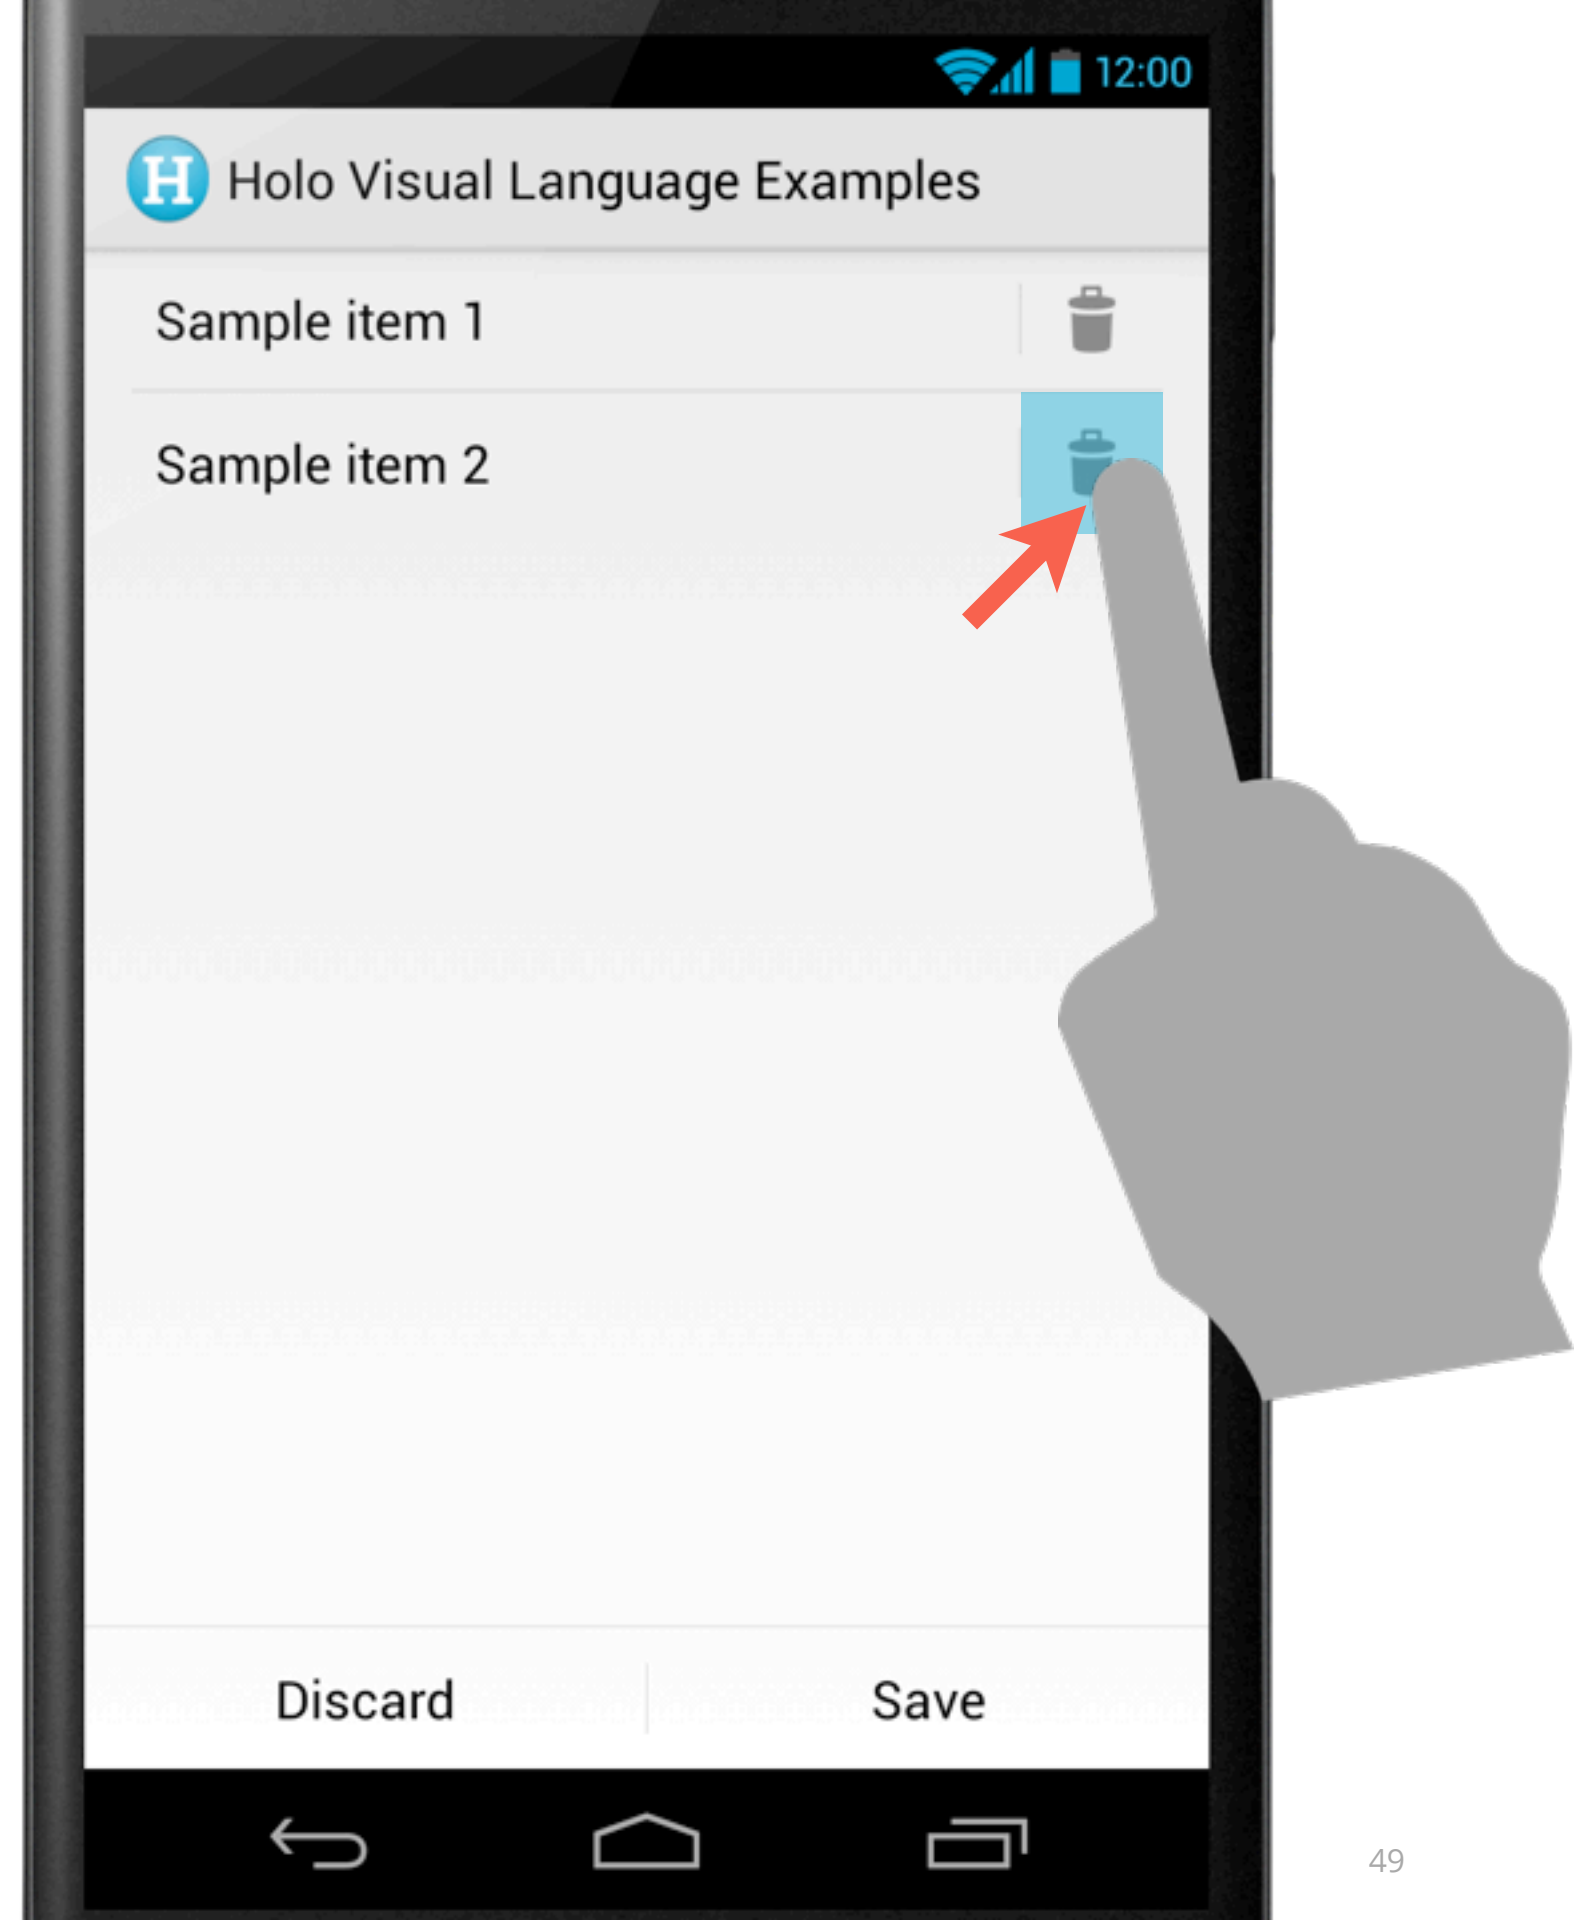 12:00
H Holo Visual Language Examples
Sample item 1
Sample item 2
Discard
Save
49